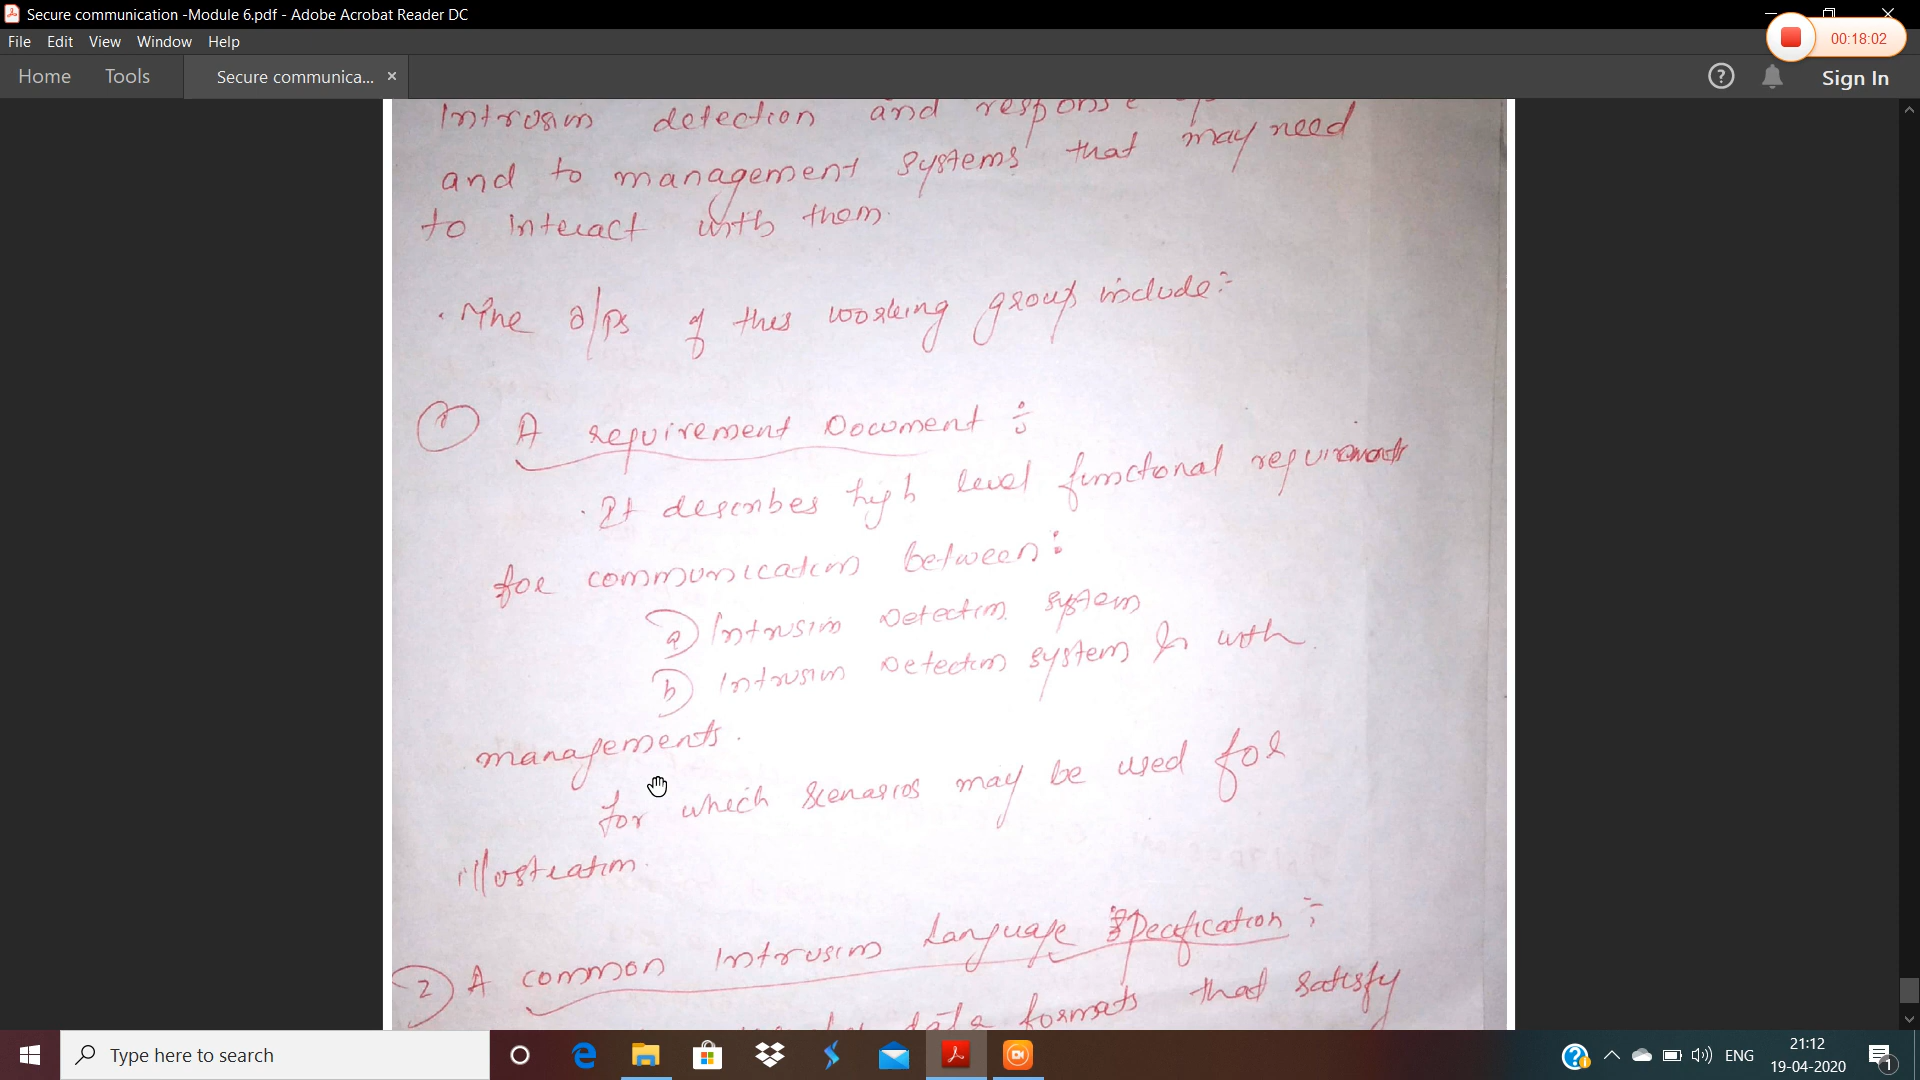 Secure communication -Module 6.pdf - Adobe Acrobat Reader DC
File Edit View Window Help
00:18:02
Home Tools Secure communica... × Sign In
Intrusion detection and response
and to management systems that may need
to interact with them.
. The o/ps of this working group include:-
1 A requirement Document :-
. It describes high level functional requirements
for communication between:
a) Intrusion Detection system
b) Intrusion Detection systems & with
managements.
for which scenarios may be used for
illustration.
2 A common Intrusion Language specification :-
data formats that satisfy
Type here to search
ENG
21:12
19-04-2020
1